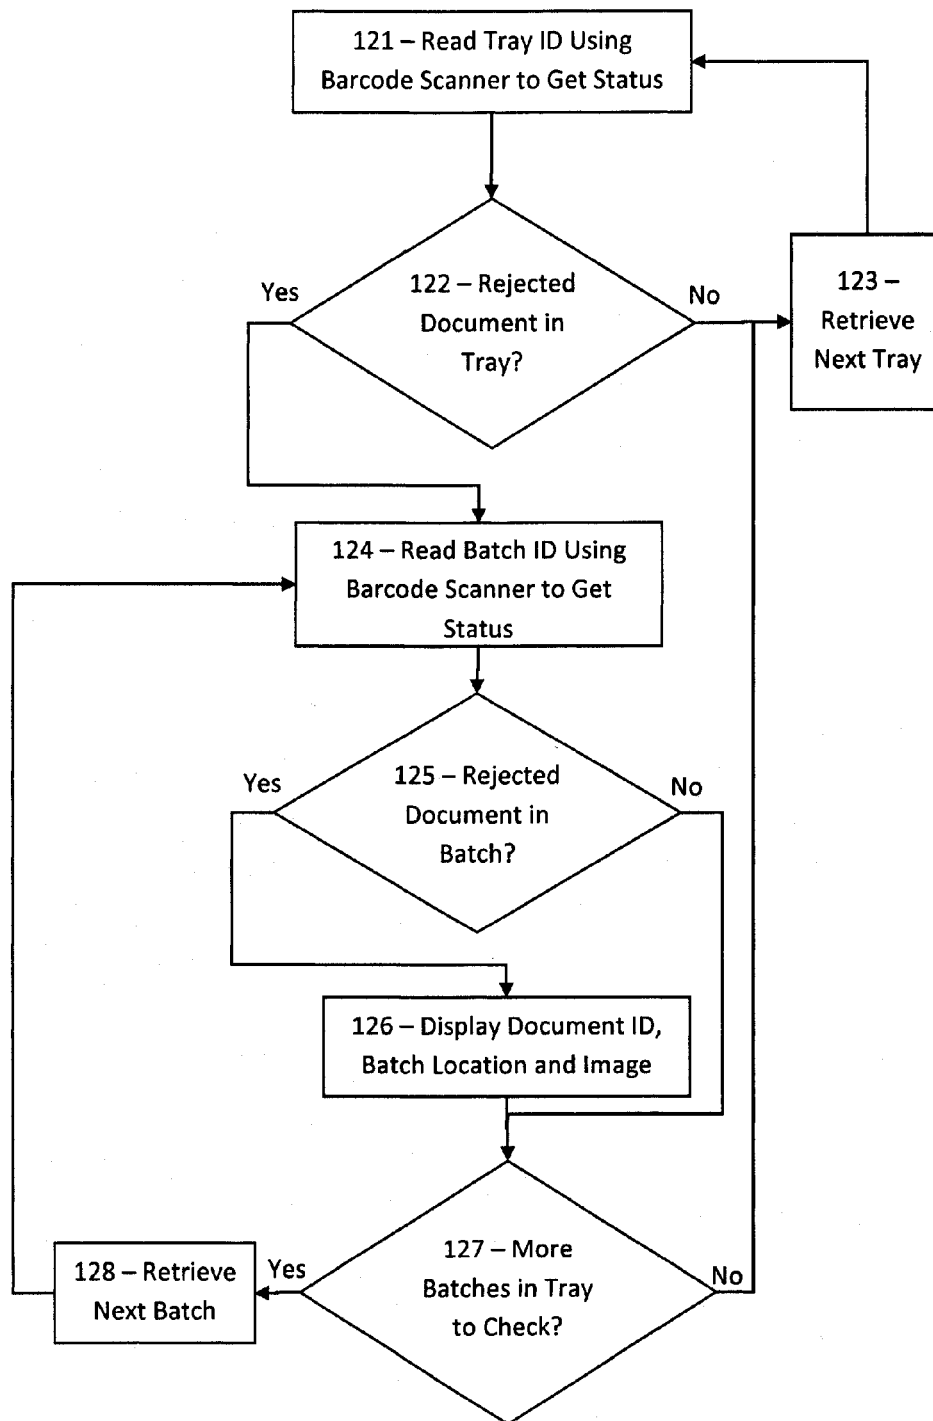 121 – Read Tray ID Using
Barcode Scanner to Get Status
Yes
122 – Rejected
Document in
Tray?
No
123 –
Retrieve
Next Tray
124 – Read Batch ID Using
Barcode Scanner to Get
Status
Yes
125 – Rejected
Document in
Batch?
No
126 – Display Document ID,
Batch Location and Image
128 – Retrieve
Next Batch
Yes
127 – More
Batches in Tray
to Check?
No